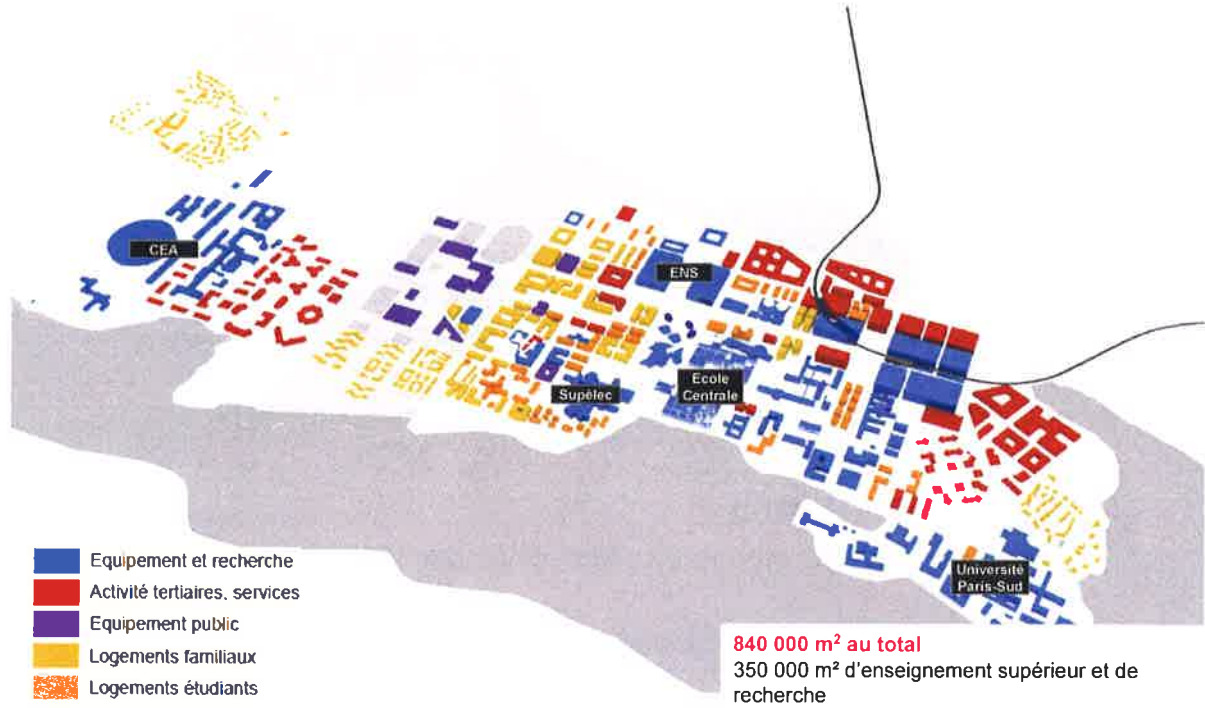 CEA
ENS
Ecole
Centrale
Supélec
Université
Paris-Sud
Equipement et recherche
Activité tertiaires, services
Equipement public
Logements familiaux
Logements étudiants
840 000 m² au total
350 000 m² d'enseignement supérieur et de
recherche